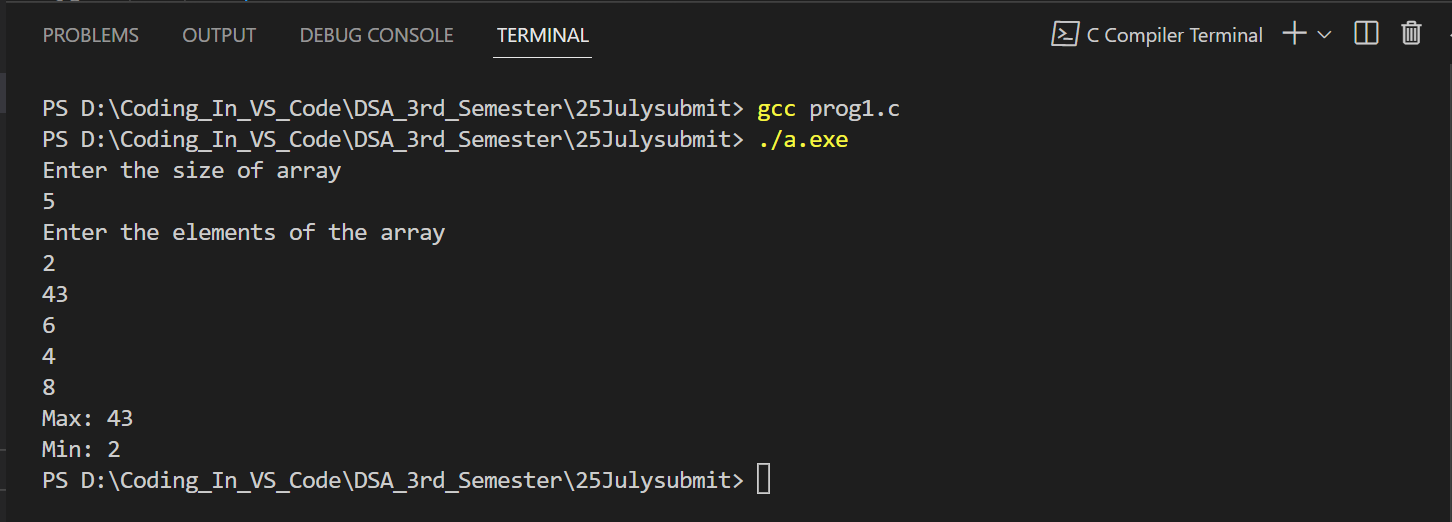 PROBLEMS OUTPUT DEBUG CONSOLE TERMINAL C Compiler Terminal
PS D:\Coding_In_VS_Code\DSA_3rd_Semester\25Julysubmit> gcc prog1.c
PS D:\Coding_In_VS_Code\DSA_3rd_Semester\25Julysubmit> ./a.exe
Enter the size of array
5
Enter the elements of the array
2
43
6
4
8
Max: 43
Min: 2
PS D:\Coding_In_VS_Code\DSA_3rd_Semester\25Julysubmit>